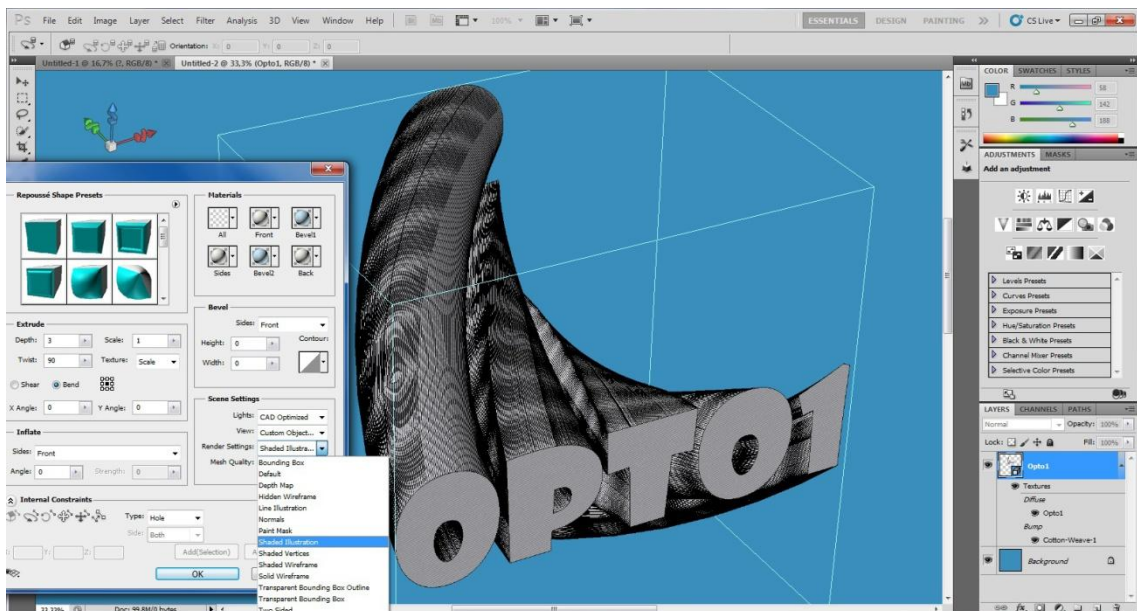 PS File Edit Image Layer Select Filter Analysis 3D View Window Help
100%
ESSENTIALS DESIGN PAINTING CS Live
Orientation: X: 0 Y: 0 Z: 0
Untitled-1 @ 16,7% (?, RGB/8) * Untitled-2 @ 33,3% (Opto1, RGB/8) *
Repoussé Shape Presets
Extrude
Depth: 3 Scale: 1
Twist: 90 Texture: Scale
Shear Bend
X Angle: 0 Y Angle: 0
Inflate
Sides: Front
Angle: 0 Strength: 0
Internal Constraints
Type: Hole
Side: Both
Y: Z:
Add(Selection)
OK
Materials
All Front Bevel1
Sides Bevel2 Back
Bevel
Sides: Front
Height: 0 Contour:
Width: 0
Scene Settings
Lights: CAD Optimized
View: Custom Object...
Render Settings: Shaded Illustra...
Mesh Quality:
Bounding Box
Default
Depth Map
Hidden Wireframe
Line Illustration
Normals
Paint Mask
Shaded Illustration
Shaded Vertices
Shaded Wireframe
Solid Wireframe
Transparent Bounding Box Outline
Transparent Bounding Box
Two Sided
OPTO1
33,33% Doc: 99,8M/0 bytes
COLOR SWATCHES STYLES
R 58
G 142
B 188
ADJUSTMENTS MASKS
Add an adjustment
Levels Presets
Curves Presets
Exposure Presets
Hue/Saturation Presets
Black & White Presets
Channel Mixer Presets
Selective Color Presets
LAYERS CHANNELS PATHS
Normal Opacity: 100%
Lock: Fill: 100%
Opto1
Textures
Diffuse
Opto1
Bump
Cotton-Weave-1
Background